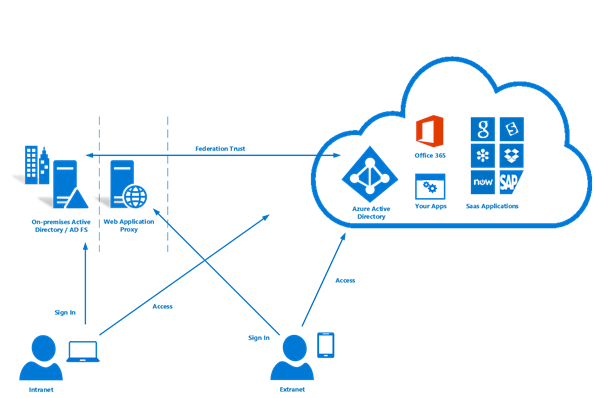 Federation Trust
Office 365
On-premises Active
Directory / AD FS
Web Application
Proxy
Azure Active
Directory
Your Apps
g
now
SAP
Saas Applications
Access
Access
Sign In
Sign In
Intranet
Extranet